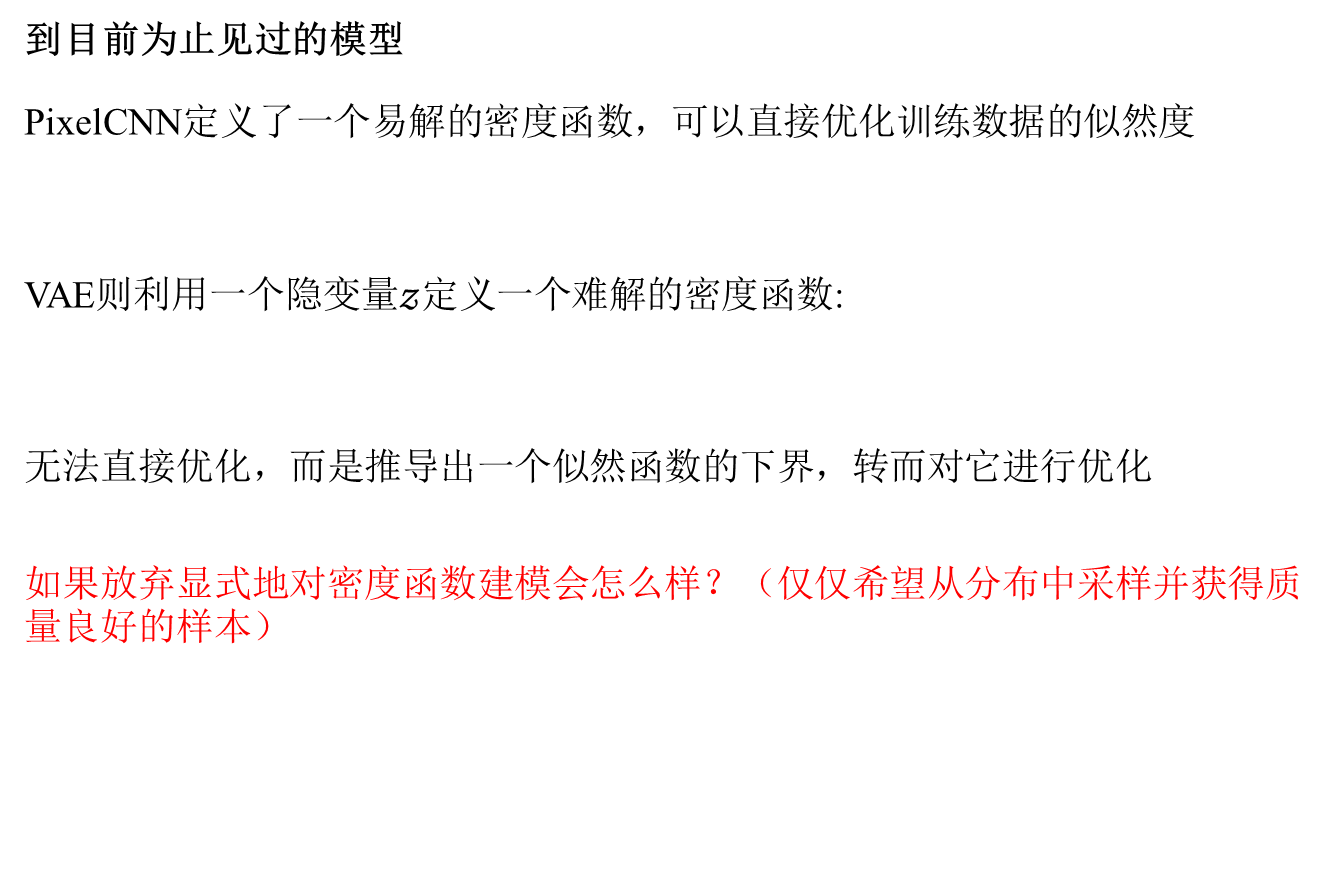 到目前为止见过的模型
PixelCNN定义了一个易解的密度函数，可以直接优化训练数据的似然度
VAE则利用一个隐变量z定义一个难解的密度函数:
无法直接优化，而是推导出一个似然函数的下界，转而对它进行优化
如果放弃显式地对密度函数建模会怎么样？（仅仅希望从分布中采样并获得质
量良好的样本）